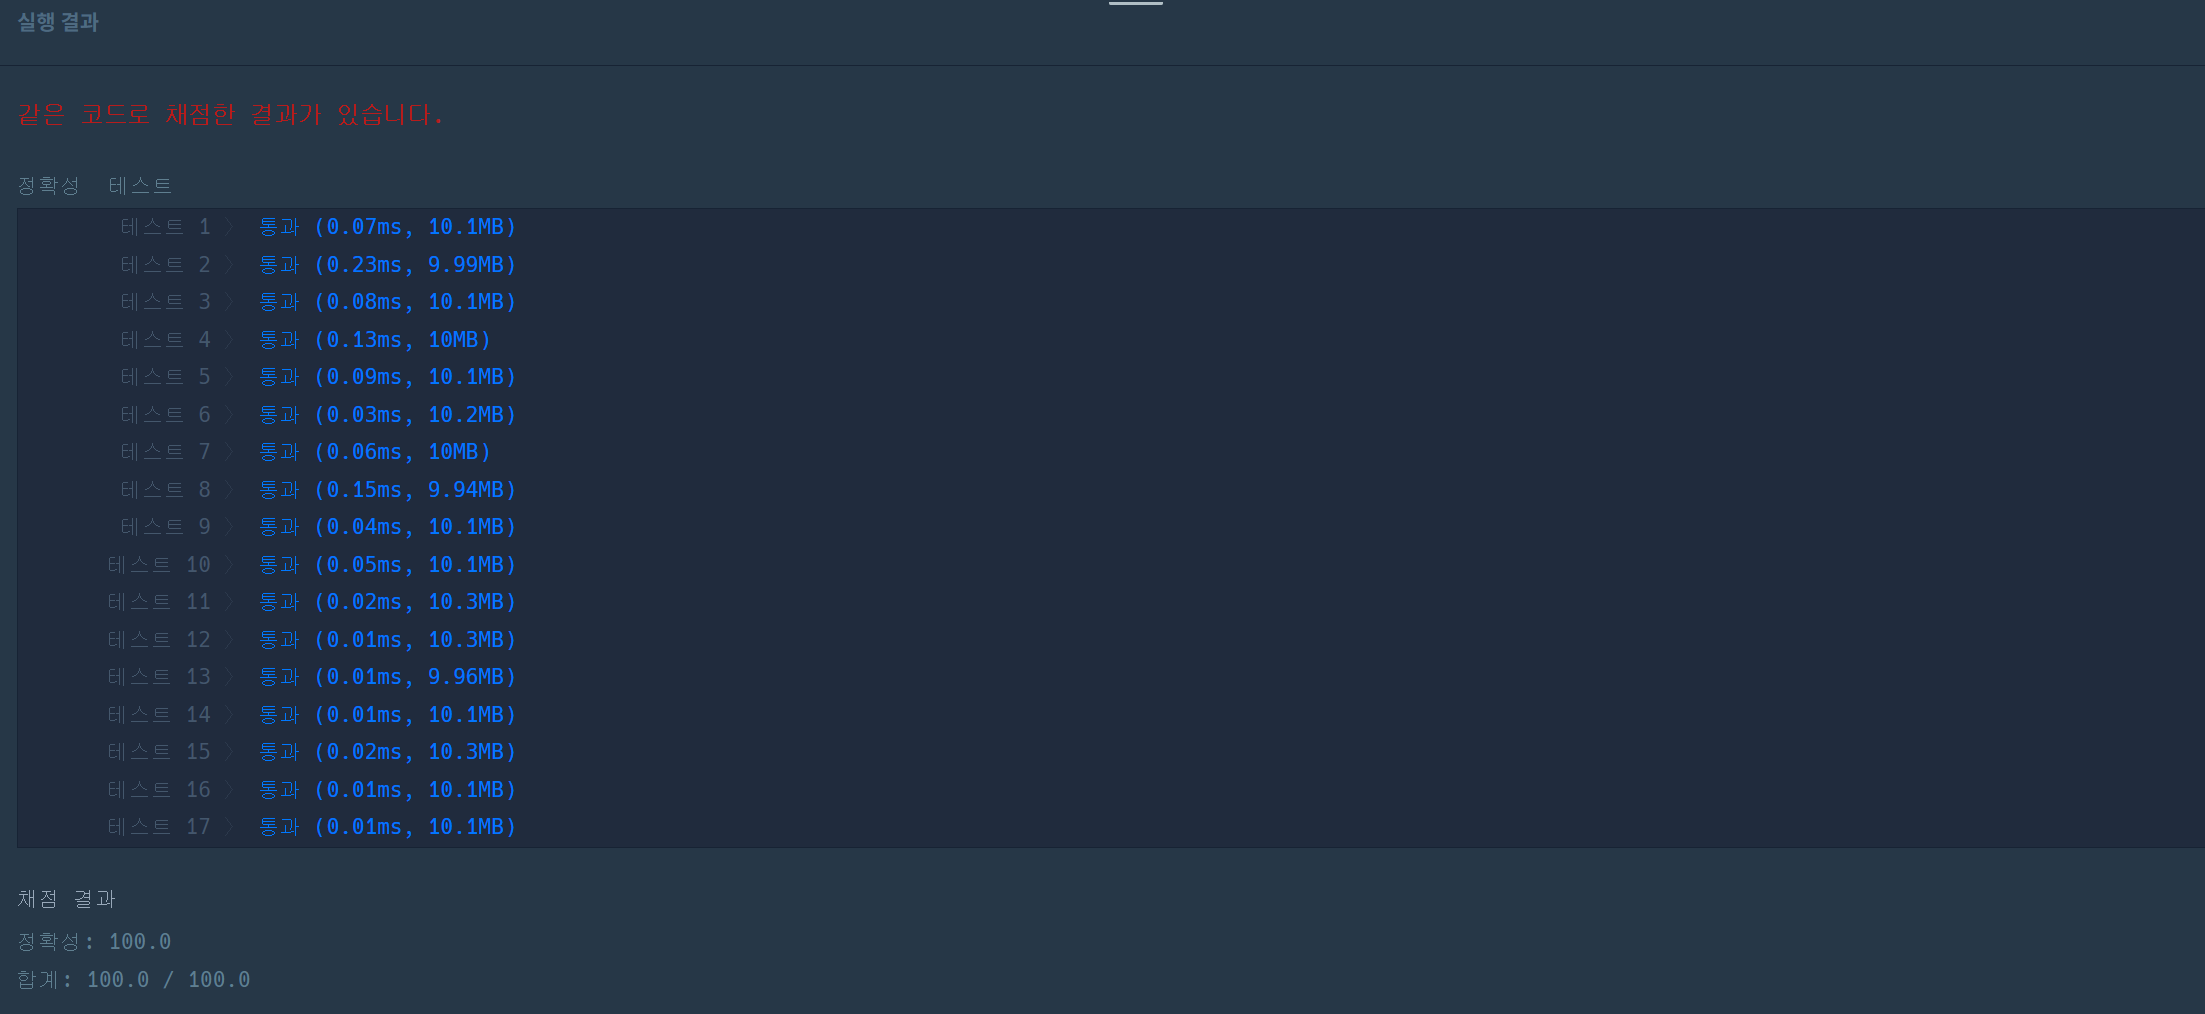 실행 결과
같은 코드로 채점한 결과가 있습니다.
정확성 테스트
테스트 1 〉 통과 (0.07ms, 10.1MB)
테스트 2 〉 통과 (0.23ms, 9.99MB)
테스트 3 〉 통과 (0.08ms, 10.1MB)
테스트 4 〉 통과 (0.13ms, 10MB)
테스트 5 〉 통과 (0.09ms, 10.1MB)
테스트 6 〉 통과 (0.03ms, 10.2MB)
테스트 7 〉 통과 (0.06ms, 10MB)
테스트 8 〉 통과 (0.15ms, 9.94MB)
테스트 9 〉 통과 (0.04ms, 10.1MB)
테스트 10 〉 통과 (0.05ms, 10.1MB)
테스트 11 〉 통과 (0.02ms, 10.3MB)
테스트 12 〉 통과 (0.01ms, 10.3MB)
테스트 13 〉 통과 (0.01ms, 9.96MB)
테스트 14 〉 통과 (0.01ms, 10.1MB)
테스트 15 〉 통과 (0.02ms, 10.3MB)
테스트 16 〉 통과 (0.01ms, 10.1MB)
테스트 17 〉 통과 (0.01ms, 10.1MB)
채점 결과
정확성: 100.0
합계: 100.0 / 100.0